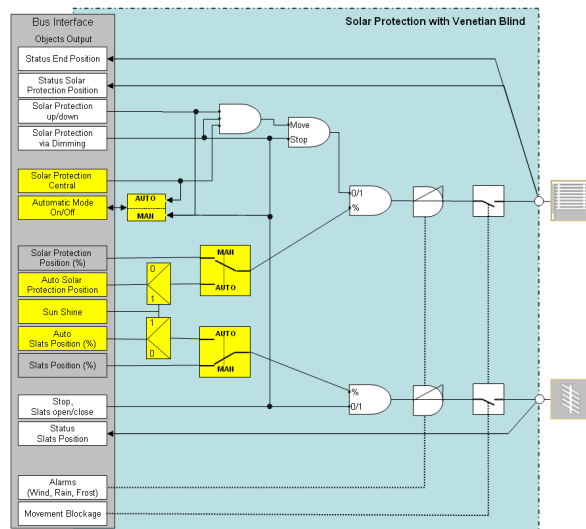 Bus Interface
Solar Protection with Venetian Blind
Objects Output
Status End Position
Status Solar
Protection Position
Solar Protection
up/down
Solar Protection
via Dimming
Move
Stop
Solar Protection
Central
Automatic Mode
On/Off
AUTO
MAN
0/1
%
Solar Protection
Position (%)
Auto Solar
Protection Position
Sun Shine
Auto
Slats Position (%)
Slats Position (%)
0
1
MAN
AUTO
1
0
AUTO
MAN
%
0/1
Stop,
Slats open/close
Status
Slats Position
Alarms
(Wind, Rain, Frost)
Movement Blockage